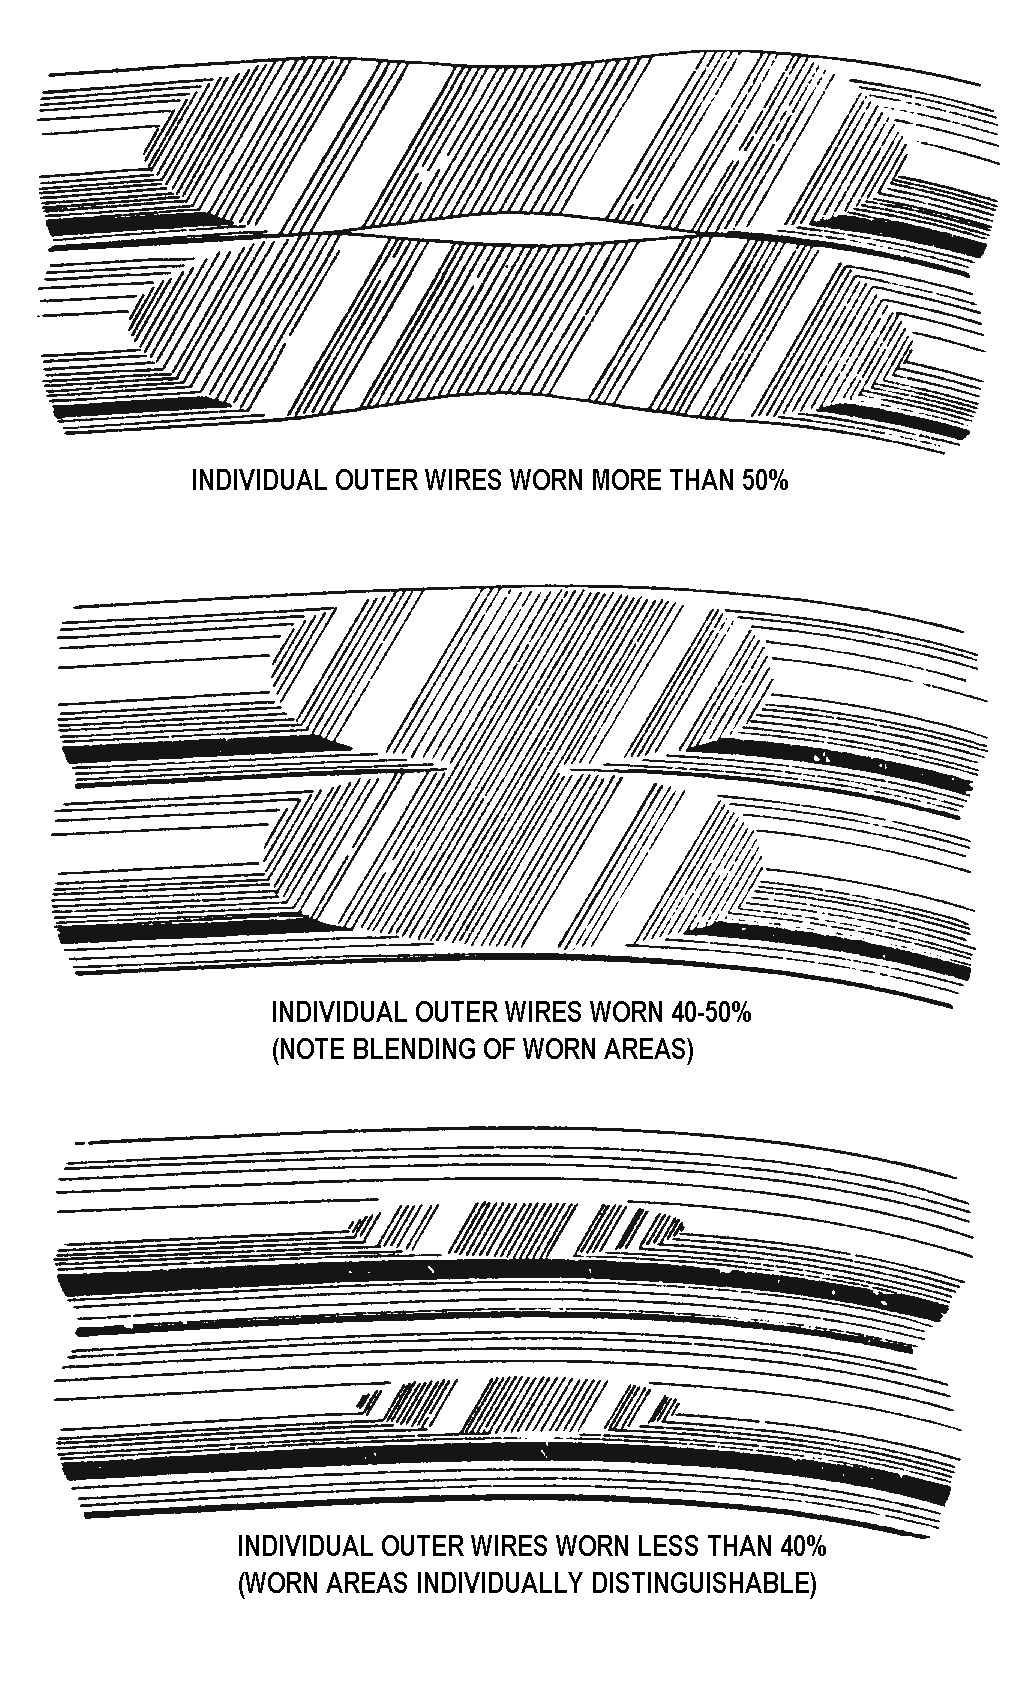 INDIVIDUAL OUTER WIRES WORN MORE THAN 50%
INDIVIDUAL OUTER WIRES WORN 40-50%
(NOTE BLENDING OF WORN AREAS)
INDIVIDUAL OUTER WIRES WORN LESS THAN 40%
(WORN AREAS INDIVIDUALLY DISTINGUISHABLE)